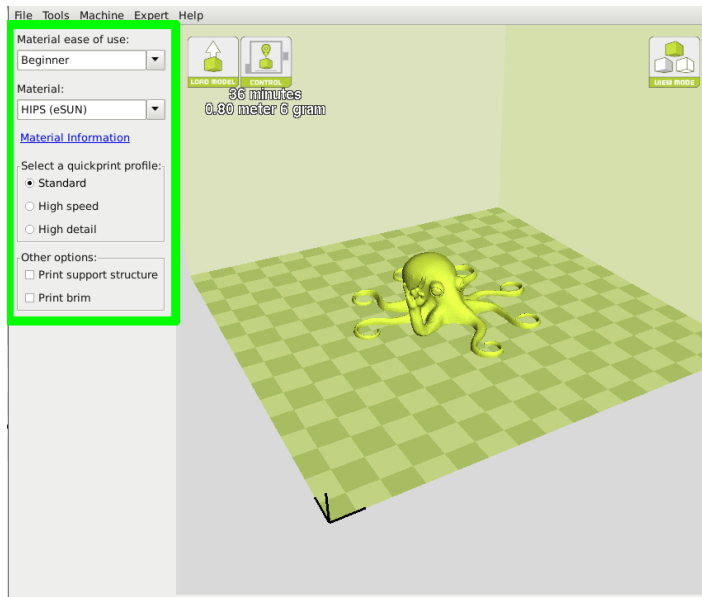 File Tools Machine Expert Help
Material ease of use:
Beginner
Material:
HIPS (eSUN)
Material Information
Select a quickprint profile:
Standard
High speed
High detail
Other options:
Print support structure
Print brim
LOAD MODEL
CONTROL
36 minutes
0.80 meter 6 gram
VIEW MODE